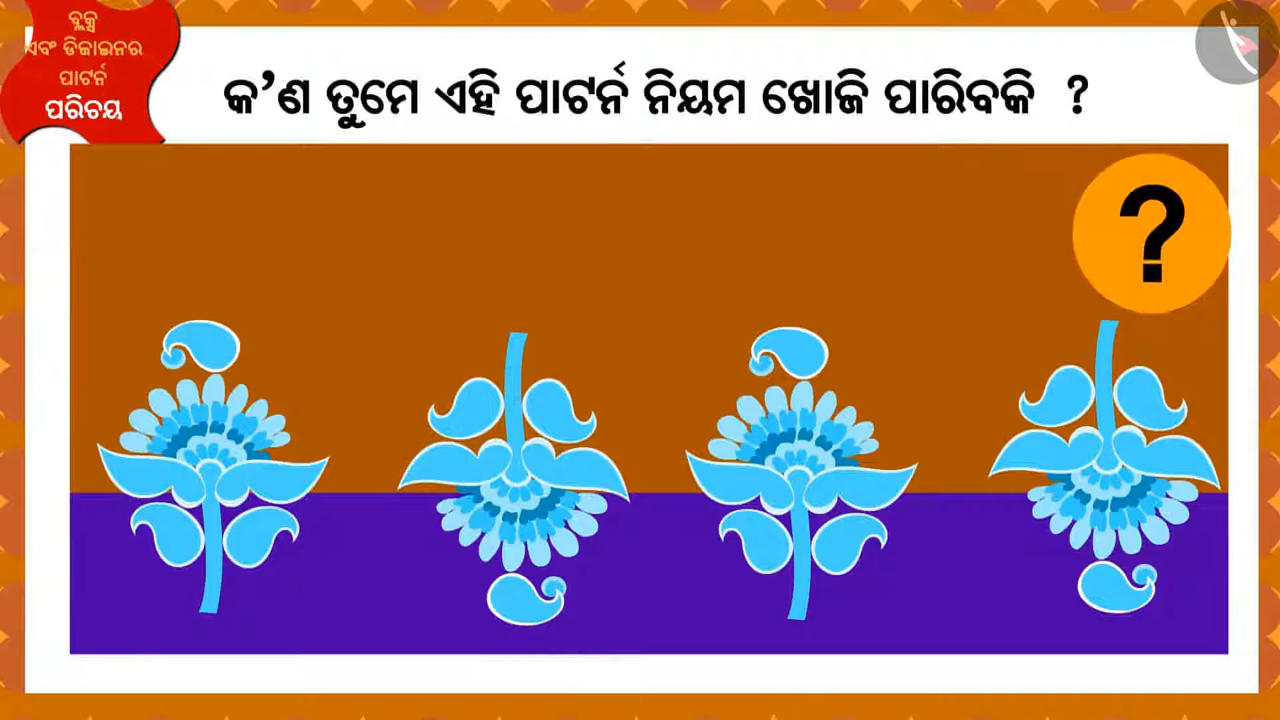 ବ୍ଲକ୍ସ
ଏବଂ ଡିଜାଇନର
ପାଟର୍ନ
ପରିଚୟ
କ’ଣ ତୁମେ ଏହି ପାଟର୍ନ ନିୟମ ଖୋଜି ପାରିବକି ?
?